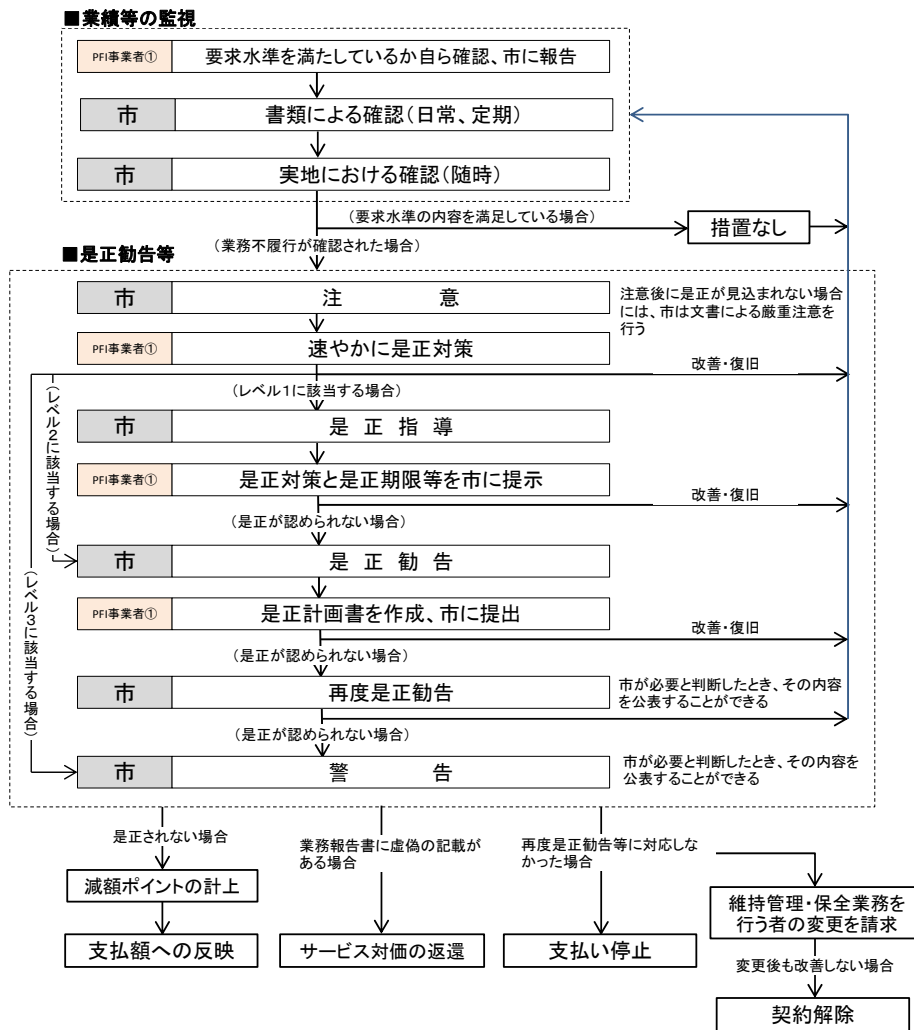 ■業績等の監視
PFI事業者①
要求水準を満たしているか自ら確認、市に報告
市
書類による確認(日常、定期)
市
実地における確認(随時)
(要求水準の内容を満足している場合)
措置なし
(業務不履行が確認された場合)
■是正勧告等
市
注　意
注意後に是正が見込まれない場合
には、市は文書による厳重注意を
行う
PFI事業者①
速やかに是正対策
改善・復旧
(レベル1に該当する場合)
(レベル2に該当する場合)
(レベル3に該当する場合)
市
是 正 指 導
PFI事業者①
是正対策と是正期限等を市に提示
改善・復旧
(是正が認められない場合)
市
是 正 勧 告
PFI事業者①
是正計画書を作成、市に提出
改善・復旧
(是正が認められない場合)
市
再度是正勧告
市が必要と判断したとき、その内容
を公表することができる
(是正が認められない場合)
市
警　告
市が必要と判断したとき、その内容を
公表することができる
是正されない場合
業務報告書に虚偽の記載が
ある場合
再度是正勧告等に対応しな
かった場合
減額ポイントの計上
維持管理・保全業務を
行う者の変更を請求
支払額への反映
サービス対価の返還
支払い停止
変更後も改善しない場合
契約解除